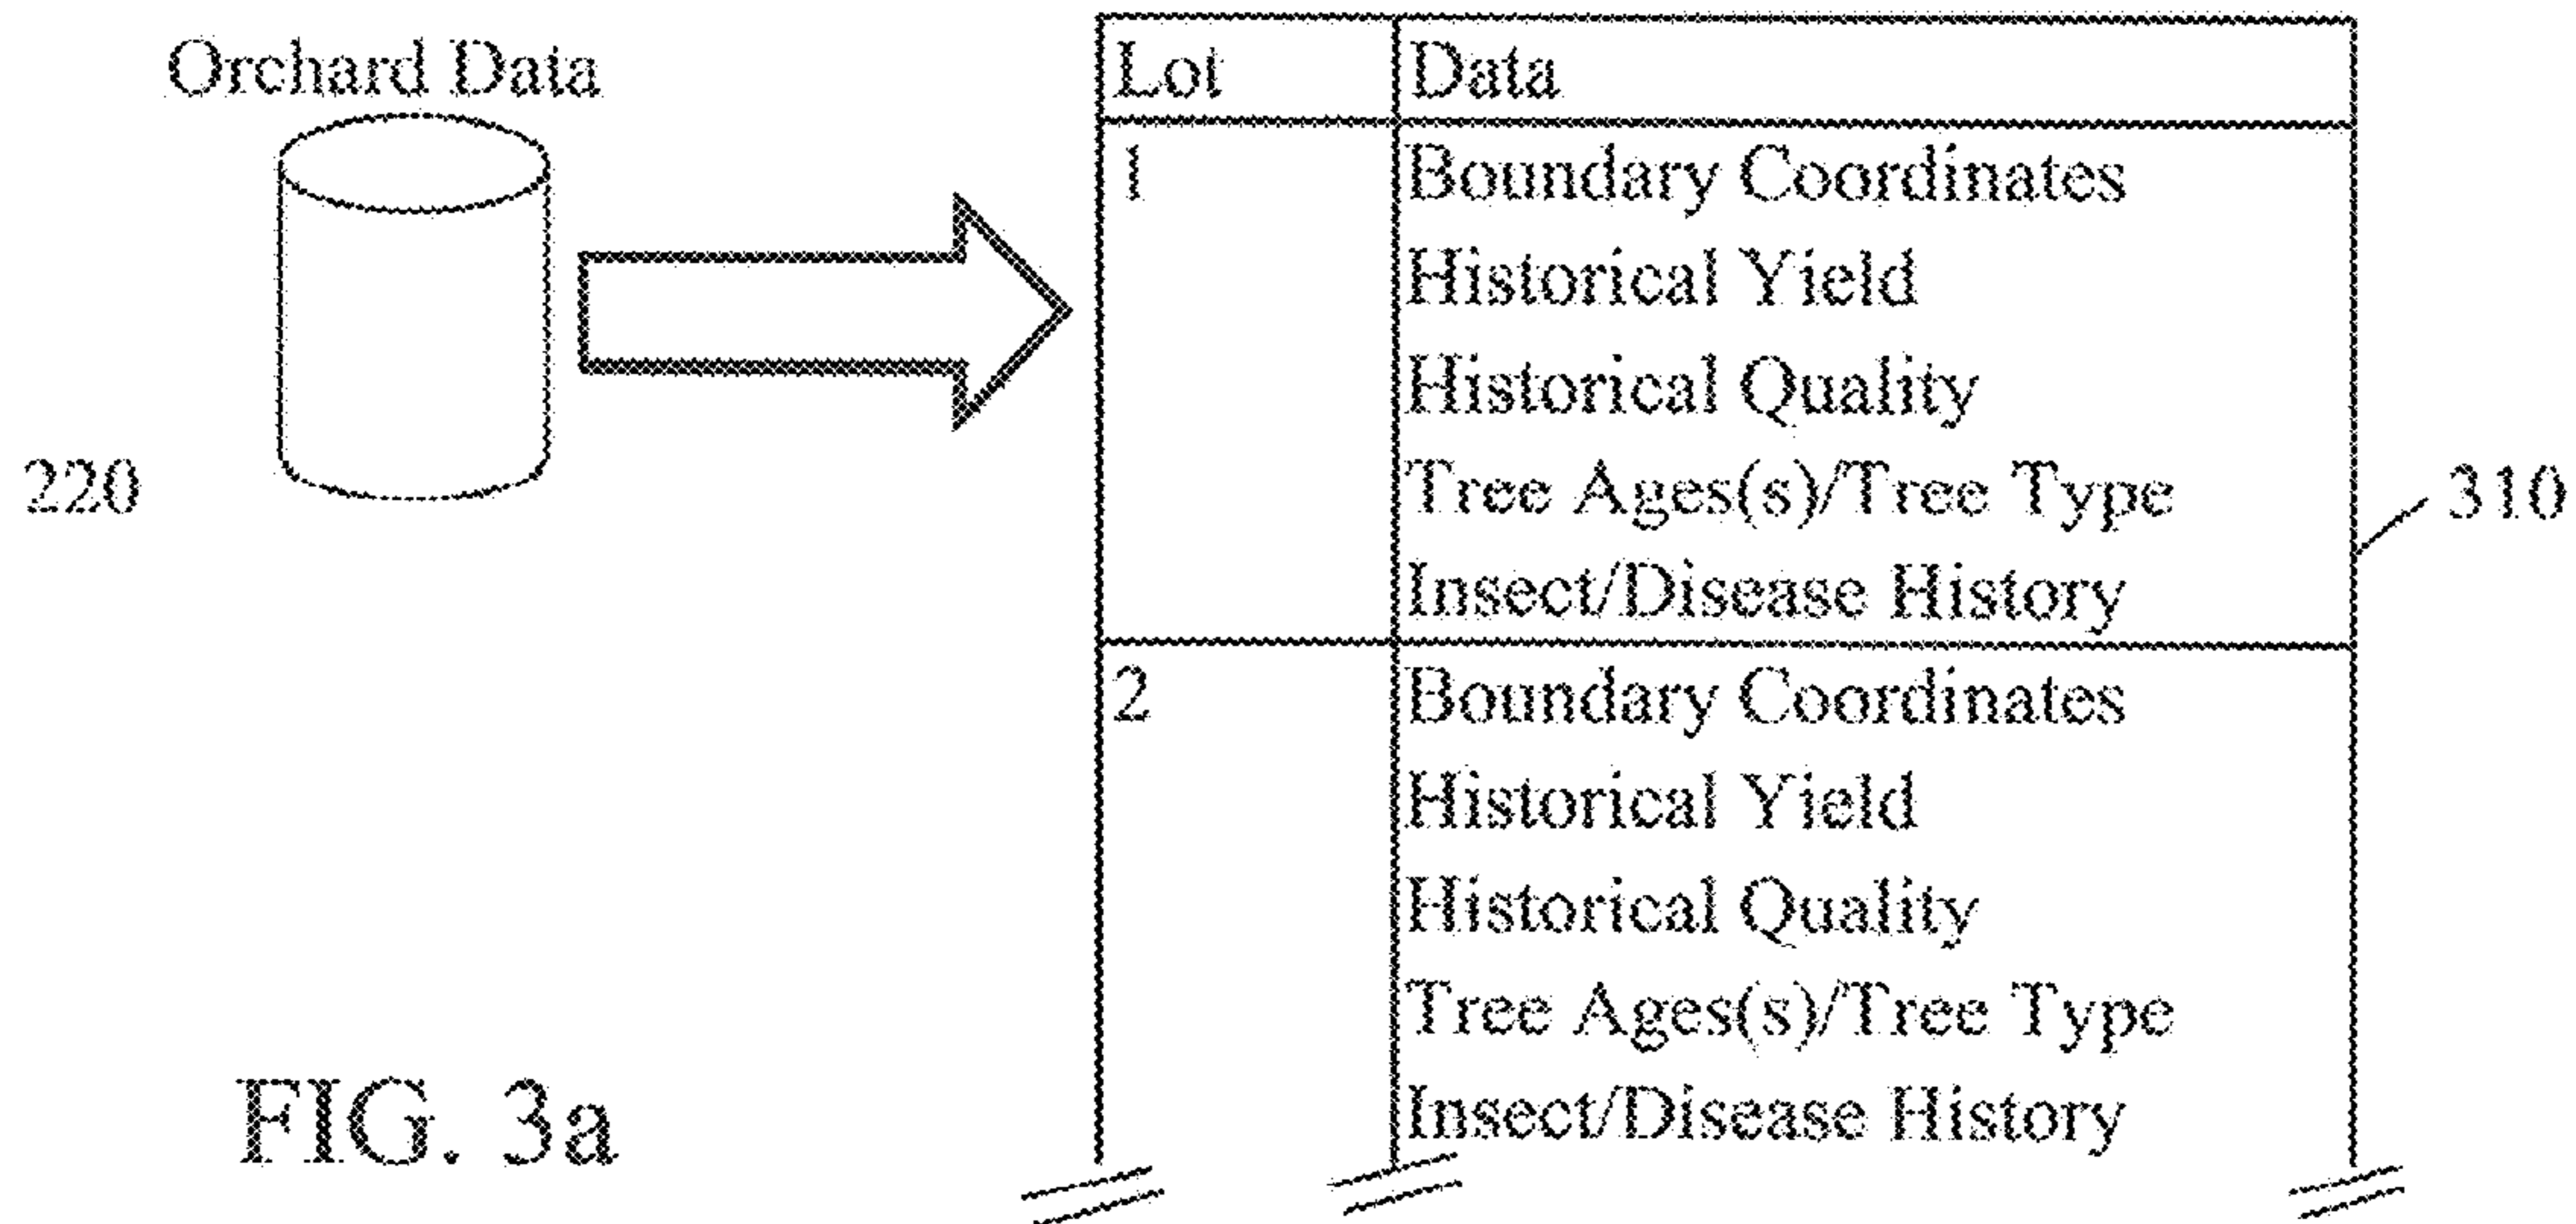 Orchard Data
220
Lot Data
1 Boundary Coordinates
Historical Yield
Historical Quality
Tree Ages(s)/Tree Type
Insect/Disease History
310
2 Boundary Coordinates
Historical Yield
Historical Quality
Tree Ages(s)/Tree Type
Insect/Disease History
FIG. 3a